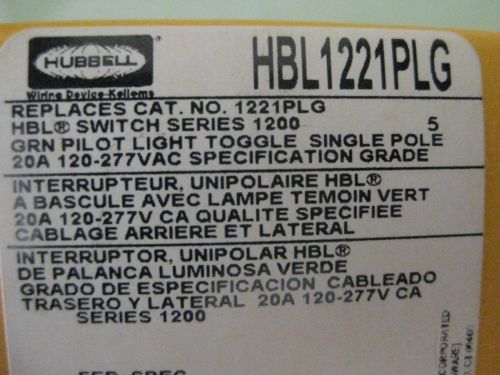 HUBBELL
Wiring Device-Kellems
HBL1221PLG
REPLACES CAT. NO. 1221PLG
HBL® SWITCH SERIES 1200 5
GRN PILOT LIGHT TOGGLE SINGLE POLE
20A 120-277VAC SPECIFICATION GRADE
INTERRUPTEUR, UNIPOLAIRE HBL®
A BASCULE AVEC LAMPE TEMOIN VERT
20A 120-277V CA QUALITE SPECIFIEE
CABLAGE ARRIERE ET LATERAL
INTERRUPTOR, UNIPOLAR HBL®
DE PALANCA LUMINOSA VERDE
GRADO DE ESPECIFICACION CABLEADO
TRASERO Y LATERAL 20A 120-277V CA
SERIES 1200
FED SPEC